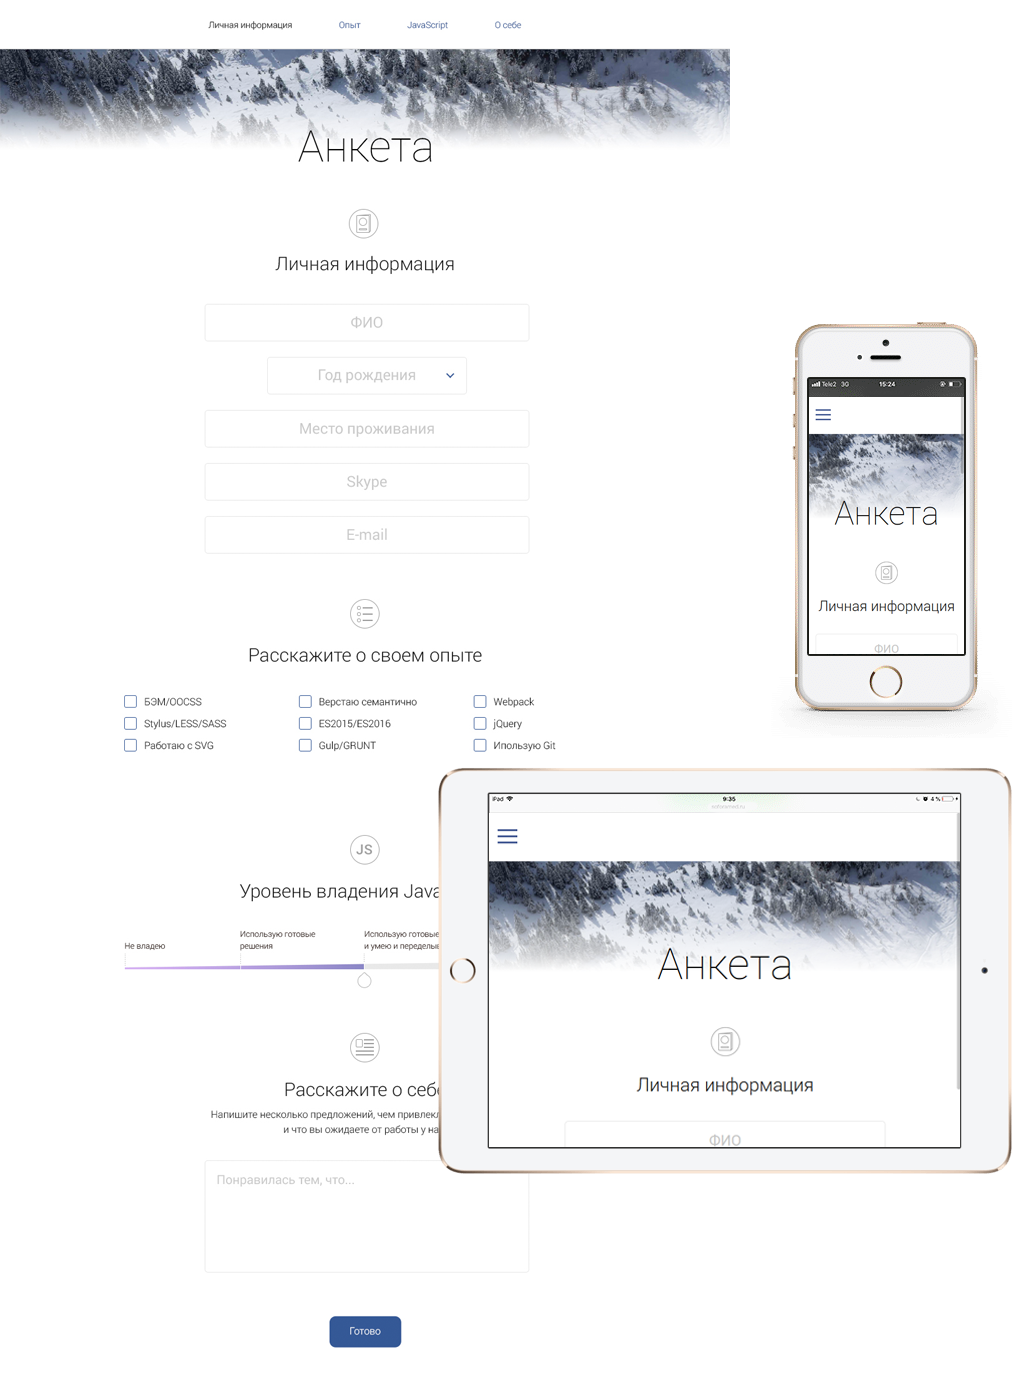 Личная информация
Опыт
JavaScript
О себе
Анкета
Личная информация
ФИО
Год рождения
Место проживания
Skype
E-mail
Расскажите о своем опыте
БЭМ/OOCSS
Верстаю семантично
Webpack
Stylus/LESS/SASS
ES2015/ES2016
jQuery
Работаю с SVG
Gulp/GRUNT
Ипользую Git
JS
Уровень владения Java
Не владею
Использую готовые
решения
Использую готовые
и умею переделы
Расскажите о себе
Напишите несколько предложений, чем привлекл
и что вы ожидаете от работы у на
Понравилась тем, что...
Готово
Tele2 3G
15:24
Анкета
Личная информация
ФИО
iPad
9:35
4 %
Анкета
Личная информация
ФИО